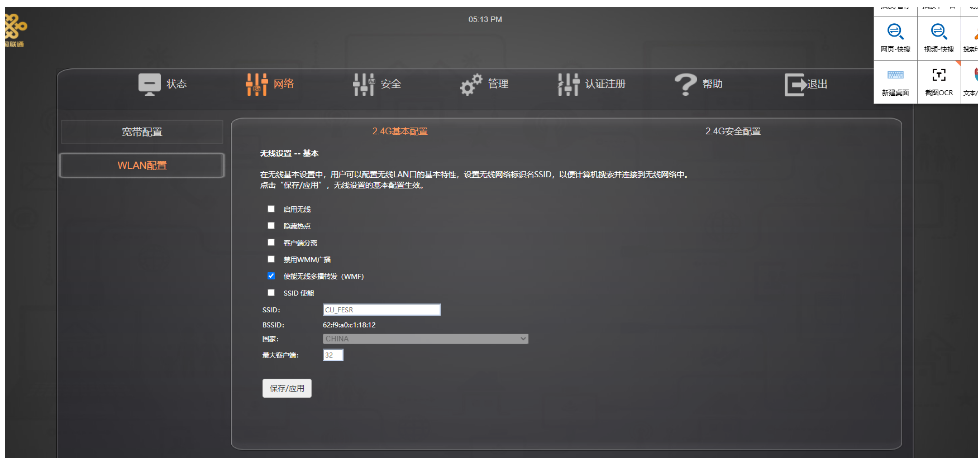 05:13 PM
网页-快搜
视频-快搜
新建桌面
截图OCR
文本/
状态
网络
安全
管理
认证注册
帮助
退出
宽带配置
WLAN配置
2.4G基本配置
2.4G安全配置
无线设置 -- 基本
在无线基本设置中，用户可以配置无线LAN口的基本特性，设置无线网络标识名SSID，以便计算机搜索并连接到无线网络中。
点击“保存/应用”，无线设置的基本配置生效。
启用无线
隐藏热点
客户端分离
禁用WMM广播
使能无线多播转发（WMF）
SSID 使能
SSID: CU_FFSR
BSSID: 62:f9:a0:c1:18:12
国家: CHINA
最大客户端: 32
保存/应用